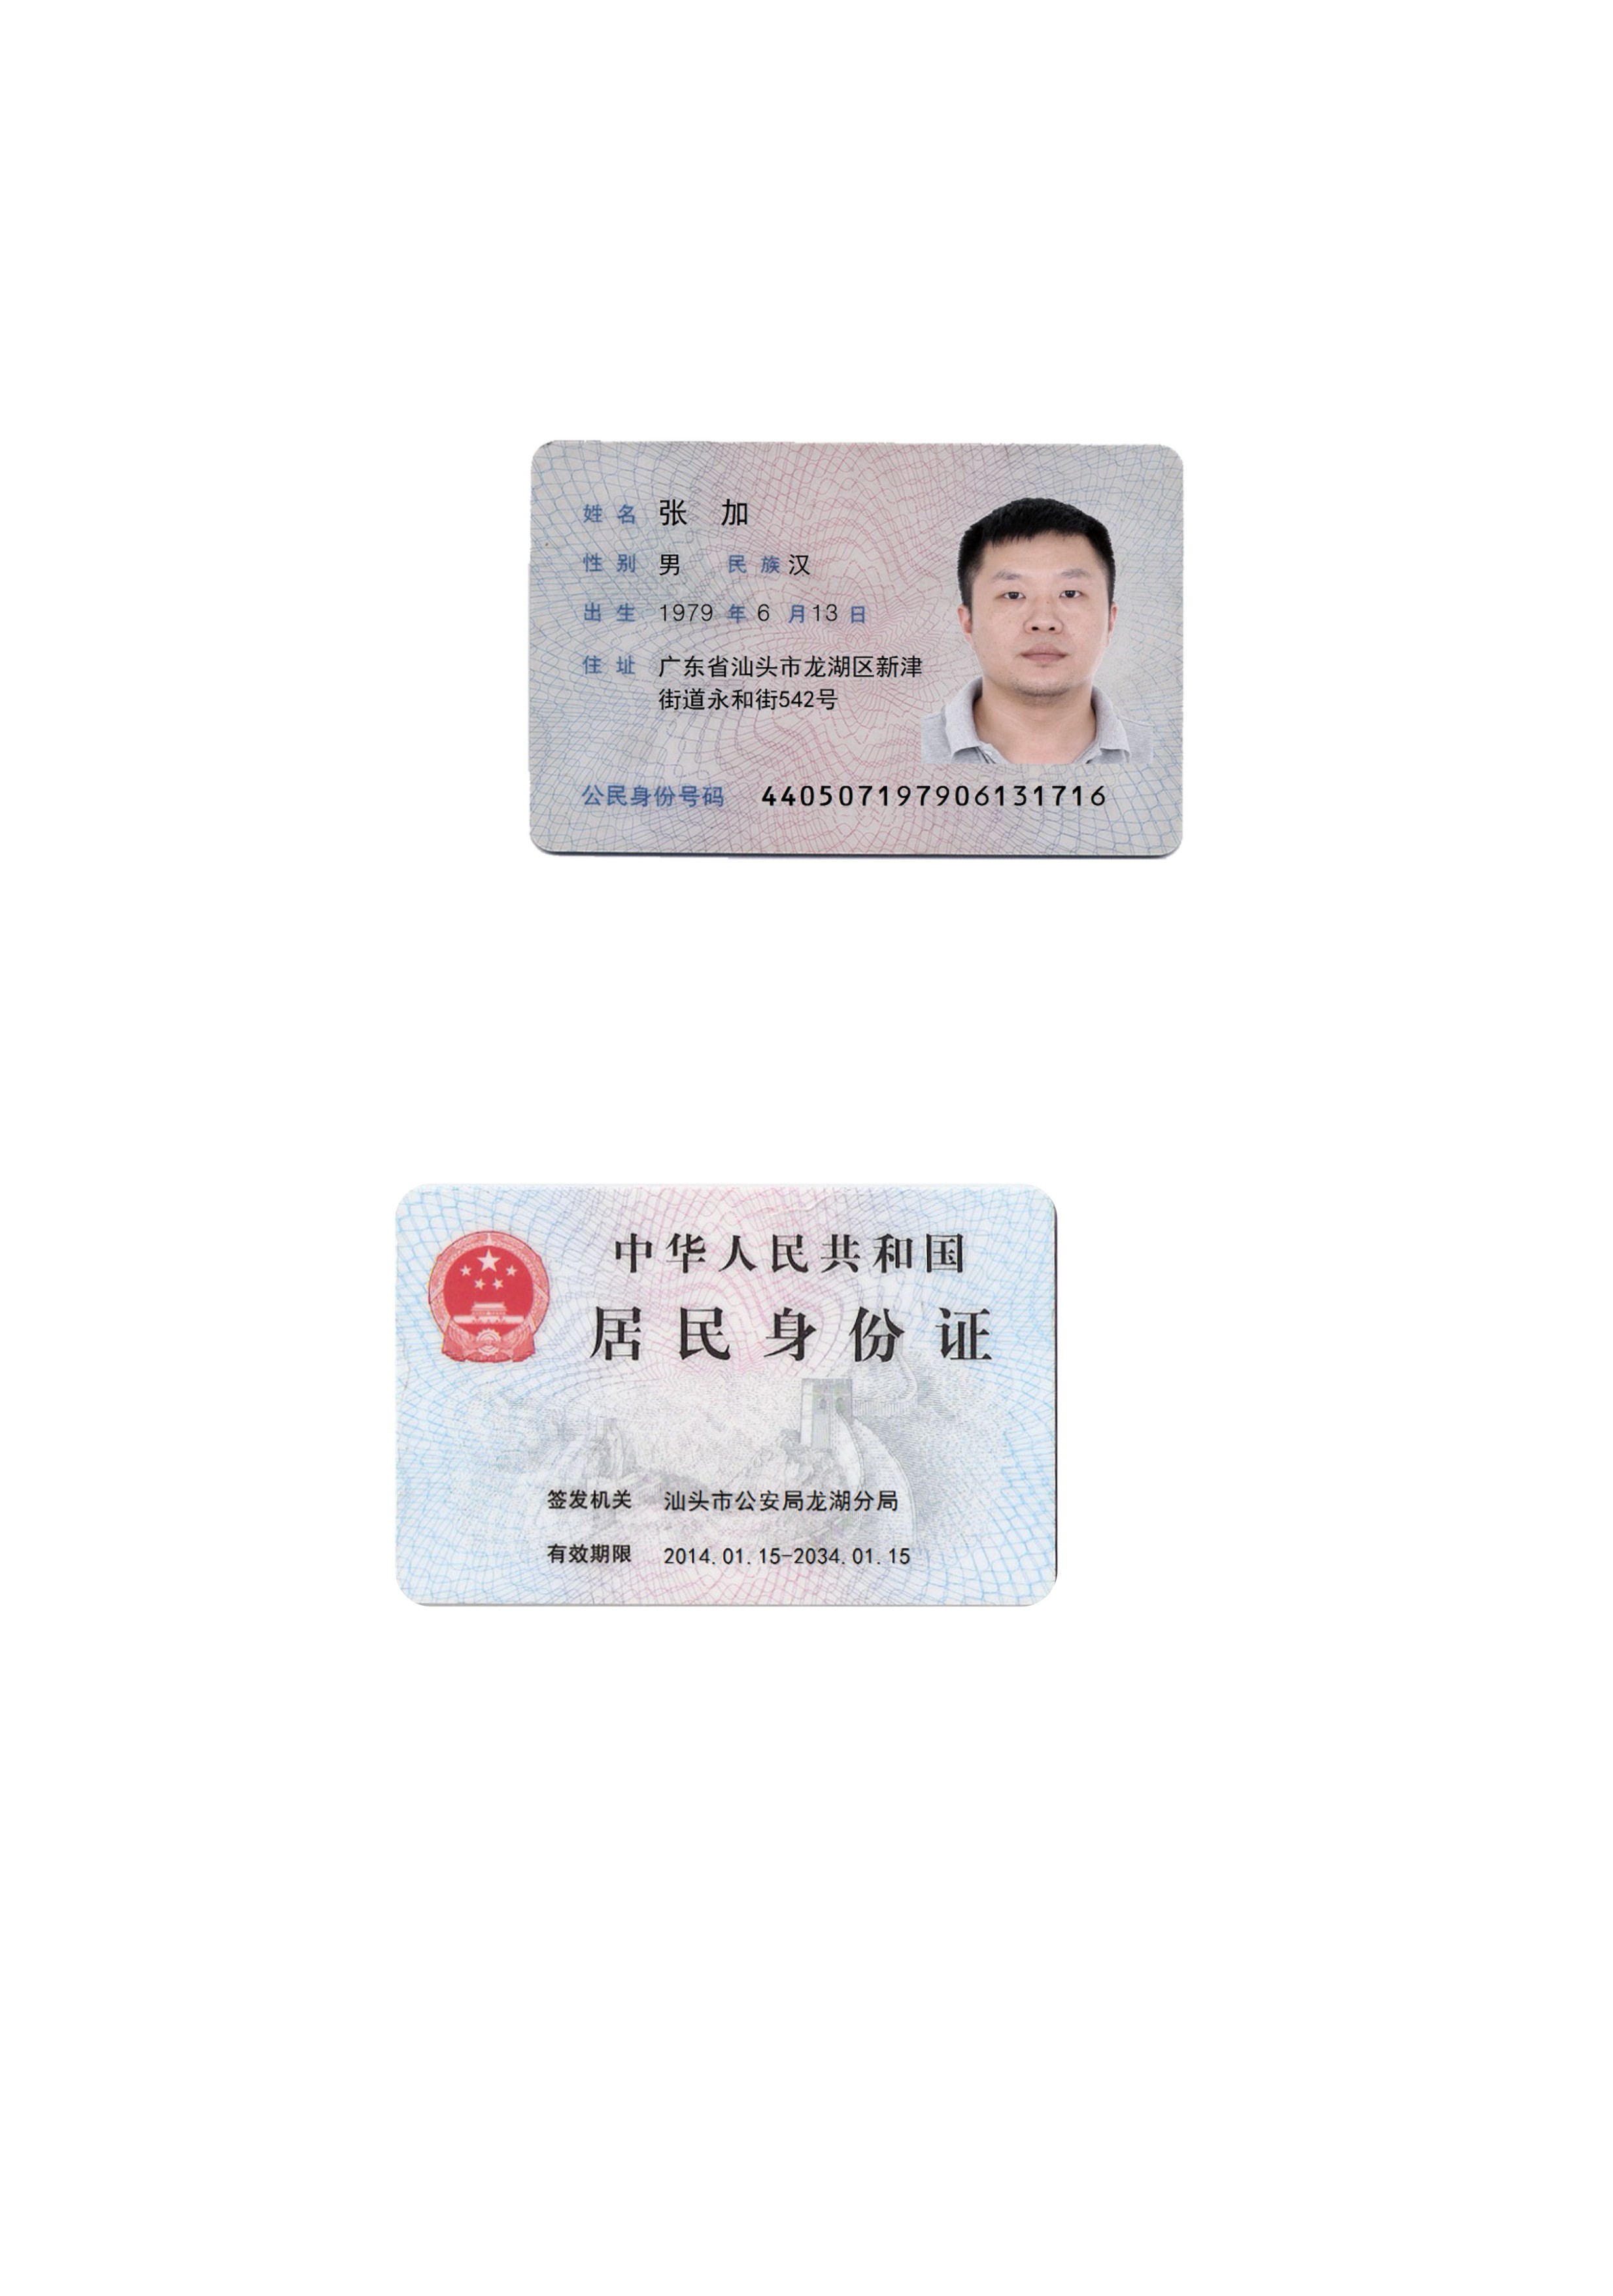 姓名 张 加
性别 男 民族 汉
出生 1979 年 6 月 13 日
住址 广东省汕头市龙湖区新津
街道永和街542号
公民身份号码 440507197906131716
中华人民共和国
居民身份证
签发机关 汕头市公安局龙湖分局
有效期限 2014.01.15-2034.01.15